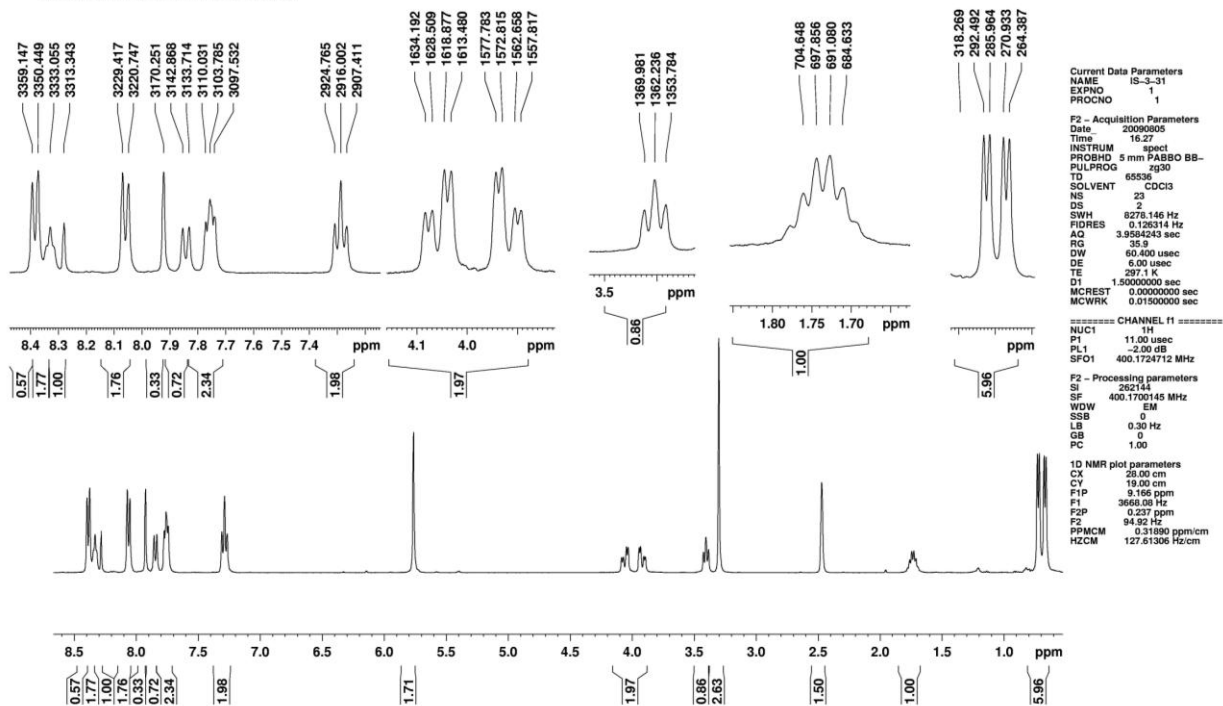 3359.147
3350.449
3333.055
3313.343
3229.417
3220.747
3170.251
3142.868
3133.714
3110.031
3103.785
3097.532
2924.765
2916.002
2907.411
1634.192
1628.509
1618.877
1613.480
1577.783
1572.815
1562.658
1557.817
1369.981
1362.236
1353.784
704.648
697.856
691.080
684.633
318.269
292.492
285.964
270.933
264.387
8.4 8.3 8.2 8.1 8.0 7.9 7.8 7.7 7.6 7.5 7.4 ppm
4.1 4.0 ppm
3.5 ppm
1.80 1.75 1.70 ppm
ppm
0.57 1.77 1.00 1.76 0.33 0.72 2.34 1.98 1.97 0.86 1.00 5.96
8.5 8.0 7.5 7.0 6.5 6.0 5.5 5.0 4.5 4.0 3.5 3.0 2.5 2.0 1.5 1.0 ppm
0.57 1.77 1.00 1.76 0.33 0.72 2.34 1.98 1.71 1.97 0.86 2.63 1.50 1.00 5.96
Current Data Parameters
NAME IS-3-31
EXPNO 1
PROCNO 1
F2 - Acquisition Parameters
Date_ 20090805
Time 16.27
INSTRUM spect
PROBHD 5 mm PABBO BB-
PULPROG zg30
TD 65536
SOLVENT CDCl3
NS 23
DS 2
SWH 8278.146 Hz
FIDRES 0.126314 Hz
AQ 3.9584243 sec
RG 35.9
DW 60.400 usec
DE 6.00 usec
TE 297.1 K
D1 1.50000000 sec
MCREST 0.00000000 sec
MCWRK 0.01500000 sec
======== CHANNEL f1 ========
NUC1 1H
P1 11.00 usec
PL1 -2.00 dB
SFO1 400.1724712 MHz
F2 - Processing parameters
SI 262144
SF 400.1700145 MHz
WDW EM
SSB 0
LB 0.30 Hz
GB 0
PC 1.00
1D NMR plot parameters
CX 28.00 cm
CY 19.00 cm
F1P 9.166 ppm
F1 3668.08 Hz
F2P 0.237 ppm
F2 94.92 Hz
PPMCM 0.31890 ppm/cm
HZCM 127.61306 Hz/cm